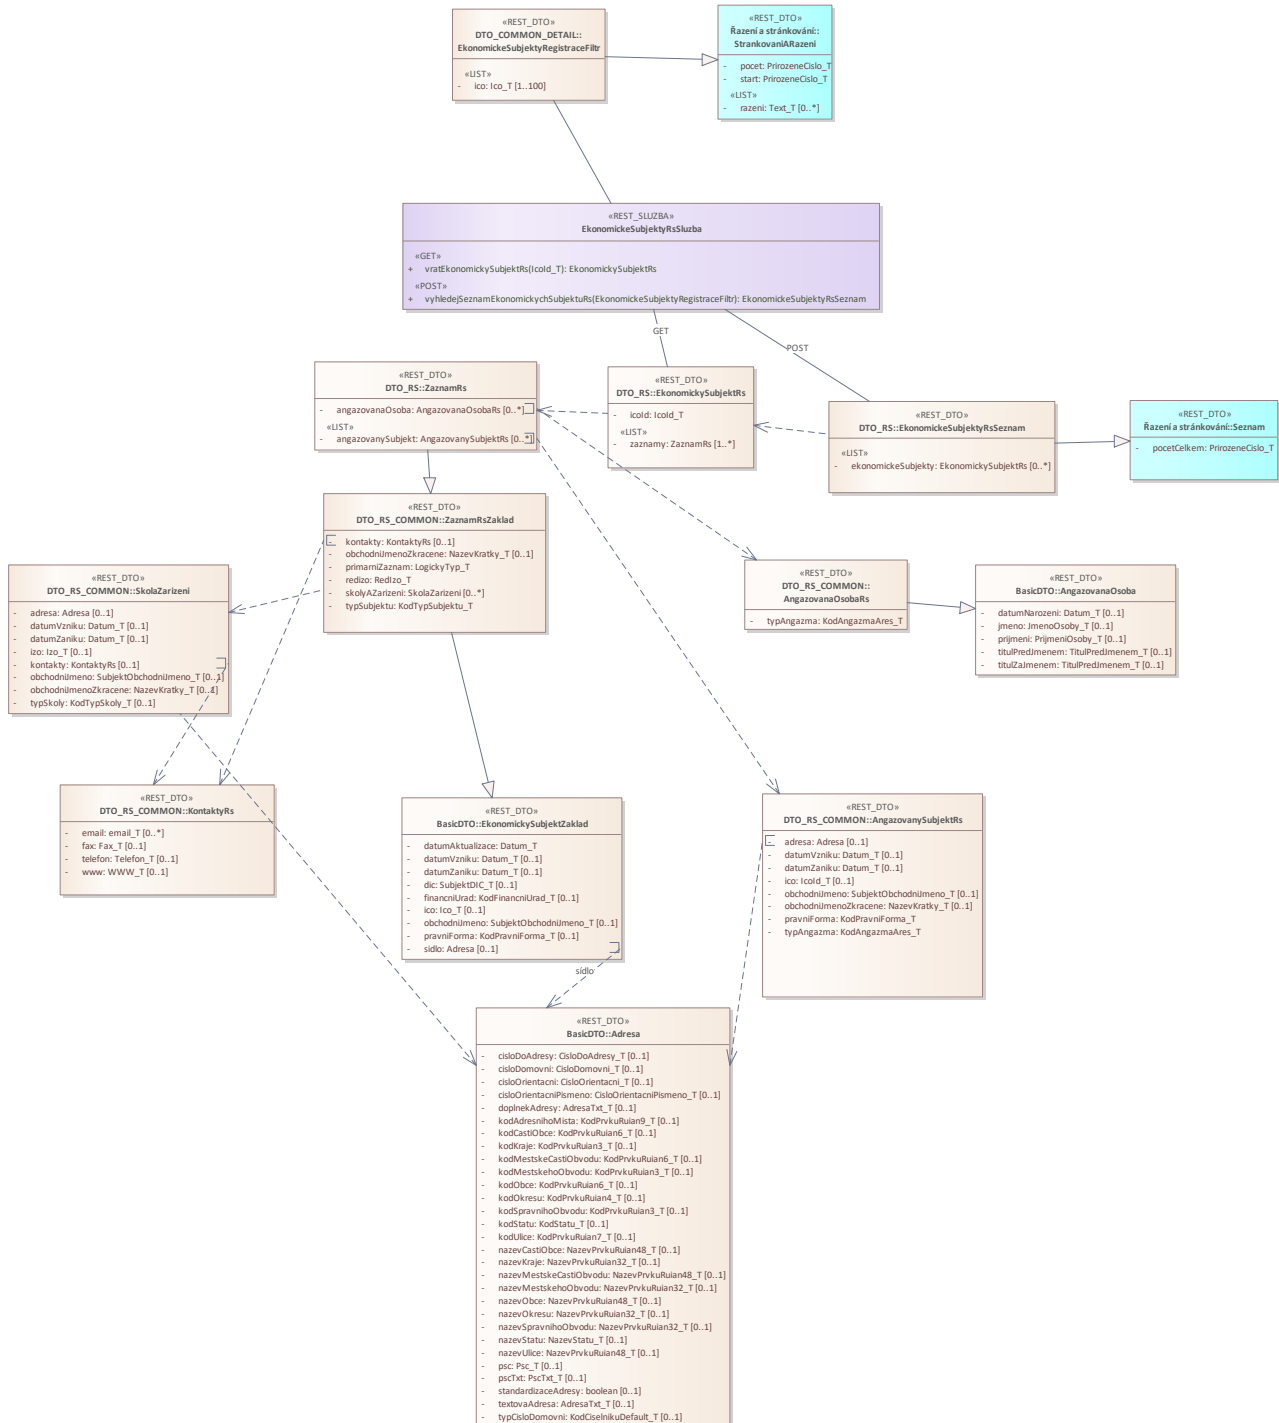 «REST_DTO»
DTO_COMMON_DETAIL::
EkonomickeSubjektyRegistraceFiltr
«LIST»
- ico: Ico_T [1..100]
«REST_DTO»
Řazení a stránkování::
StrankovaniARazeni
- pocet: PrirozeneCislo_T
- start: PrirozeneCislo_T
«LIST»
- razeni: Text_T [0..*]
«REST_SLUZBA»
EkonomickeSubjektyRsSluzba
«GET»
+ vratEkonomickySubjektRs(IcoId_T): EkonomickySubjektRs
«POST»
+ vyhledejSeznamEkonomickychSubjektuRs(EkonomickeSubjektyRegistraceFiltr): EkonomickeSubjektyRsSeznam
GET
POST
«REST_DTO»
DTO_RS::ZaznamRs
- angazovanaOsoba: AngazovanaOsobaRs [0..*]
«LIST»
- angazovanySubjekt: AngazovanySubjektRs [0..*]
«REST_DTO»
DTO_RS::EkonomickySubjektRs
- icoId: IcoId_T
«LIST»
- zaznamy: ZaznamRs [1..*]
«REST_DTO»
DTO_RS::EkonomickeSubjektyRsSeznam
«LIST»
- ekonomickeSubjekty: EkonomickySubjektRs [0..*]
«REST_DTO»
Řazení a stránkování::Seznam
- pocetCelkem: PrirozeneCislo_T
«REST_DTO»
DTO_RS_COMMON::ZaznamRsZaklad
- kontakty: KontaktyRs [0..1]
- obchodniJmenoZkracene: NazevKratky_T [0..1]
- primarniZaznam: LogickyTyp_T
- redizo: RedIzo_T
- skolyAZarizeni: SkolaZarizeni [0..*]
- typSubjektu: KodTypSubjektu_T
«REST_DTO»
DTO_RS_COMMON::SkolaZarizeni
- adresa: Adresa [0..1]
- datumVzniku: Datum_T [0..1]
- datumZaniku: Datum_T [0..1]
- izo: Izo_T [0..1]
- kontakty: KontaktyRs [0..1]
- obchodniJmeno: SubjektObchodniJmeno_T [0..1]
- obchodniJmenoZkracene: NazevKratky_T [0..1]
- typSkoly: KodTypSkoly_T [0..1]
«REST_DTO»
DTO_RS_COMMON::
AngazovanaOsobaRs
- typAngazma: KodAngazmaAres_T
«REST_DTO»
BasicDTO::AngazovanaOsoba
- datumNarozeni: Datum_T [0..1]
- jmeno: JmenoOsoby_T [0..1]
- prijmeni: PrijmeniOsoby_T [0..1]
- titulPredJmenem: TitulPredJmenem_T [0..1]
- titulZaJmenem: TitulPredJmenem_T [0..1]
«REST_DTO»
DTO_RS_COMMON::KontaktyRs
- email: email_T [0..*]
- fax: Fax_T [0..1]
- telefon: Telefon_T [0..1]
- www: WWW_T [0..1]
«REST_DTO»
BasicDTO::EkonomickySubjektZaklad
- datumAktualizace: Datum_T
- datumVzniku: Datum_T [0..1]
- datumZaniku: Datum_T [0..1]
- dic: SubjektDIC_T [0..1]
- financniUrad: KodFinancniUrad_T [0..1]
- ico: Ico_T [0..1]
- obchodniJmeno: SubjektObchodniJmeno_T [0..1]
- pravniForma: KodPravniForma_T [0..1]
- sidlo: Adresa [0..1]
sídlo
«REST_DTO»
DTO_RS_COMMON::AngazovanySubjektRs
- adresa: Adresa [0..1]
- datumVzniku: Datum_T [0..1]
- datumZaniku: Datum_T [0..1]
- ico: IcoId_T [0..1]
- obchodniJmeno: SubjektObchodniJmeno_T [0..1]
- obchodniJmenoZkracene: NazevKratky_T [0..1]
- pravniForma: KodPravniForma_T
- typAngazma: KodAngazmaAres_T
«REST_DTO»
BasicDTO::Adresa
- cisloDoAdresy: CisloDoAdresy_T [0..1]
- cisloDomovni: CisloDomovni_T [0..1]
- cisloOrientacni: CisloOrientacni_T [0..1]
- cisloOrientacniPismeno: CisloOrientacniPismeno_T [0..1]
- doplnekAdresy: AdresaTxt_T [0..1]
- kodAdresnihoMista: KodPrvkuRuian9_T [0..1]
- kodCastiObce: KodPrvkuRuian6_T [0..1]
- kodKraje: KodPrvkuRuian3_T [0..1]
- kodMestskeCastiObvodu: KodPrvkuRuian6_T [0..1]
- kodMestskehoObvodu: KodPrvkuRuian3_T [0..1]
- kodObce: KodPrvkuRuian6_T [0..1]
- kodOkresu: KodPrvkuRuian4_T [0..1]
- kodSpravnihoObvodu: KodPrvkuRuian3_T [0..1]
- kodStatu: KodStatu_T [0..1]
- kodUlice: KodPrvkuRuian7_T [0..1]
- nazevCastiObce: NazevPrvkuRuian48_T [0..1]
- nazevKraje: NazevPrvkuRuian32_T [0..1]
- nazevMestskeCastiObvodu: NazevPrvkuRuian48_T [0..1]
- nazevMestskehoObvodu: NazevPrvkuRuian32_T [0..1]
- nazevObce: NazevPrvkuRuian48_T [0..1]
- nazevOkresu: NazevPrvkuRuian32_T [0..1]
- nazevSpravnihoObvodu: NazevPrvkuRuian32_T [0..1]
- nazevStatu: NazevStatu_T [0..1]
- nazevUlice: NazevPrvkuRuian48_T [0..1]
- psc: Psc_T [0..1]
- pscTxt: PscTxt_T [0..1]
- standardizaceAdresy: boolean [0..1]
- textovaAdresa: AdresaTxt_T [0..1]
- typCisloDomovni: KodCiselnikuDefault_T [0..1]